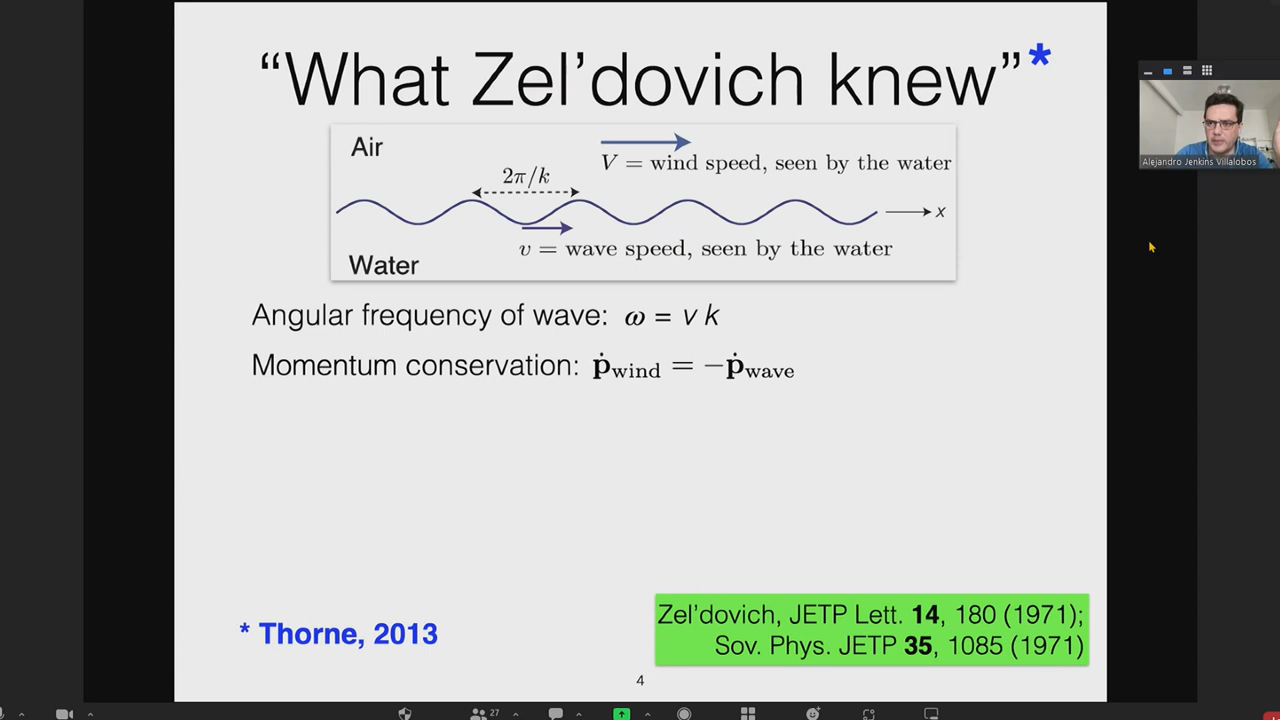 “What Zel’dovich knew”*
Air
V = wind speed, seen by the water
2π/k
x
v = wave speed, seen by the water
Water
Angular frequency of wave: ω = v k
Momentum conservation: ṗwind = −ṗwave
* Thorne, 2013
Zel’dovich, JETP Lett. 14, 180 (1971);
Sov. Phys. JETP 35, 1085 (1971)
4
Alejandro Jenkins Villalobos
27